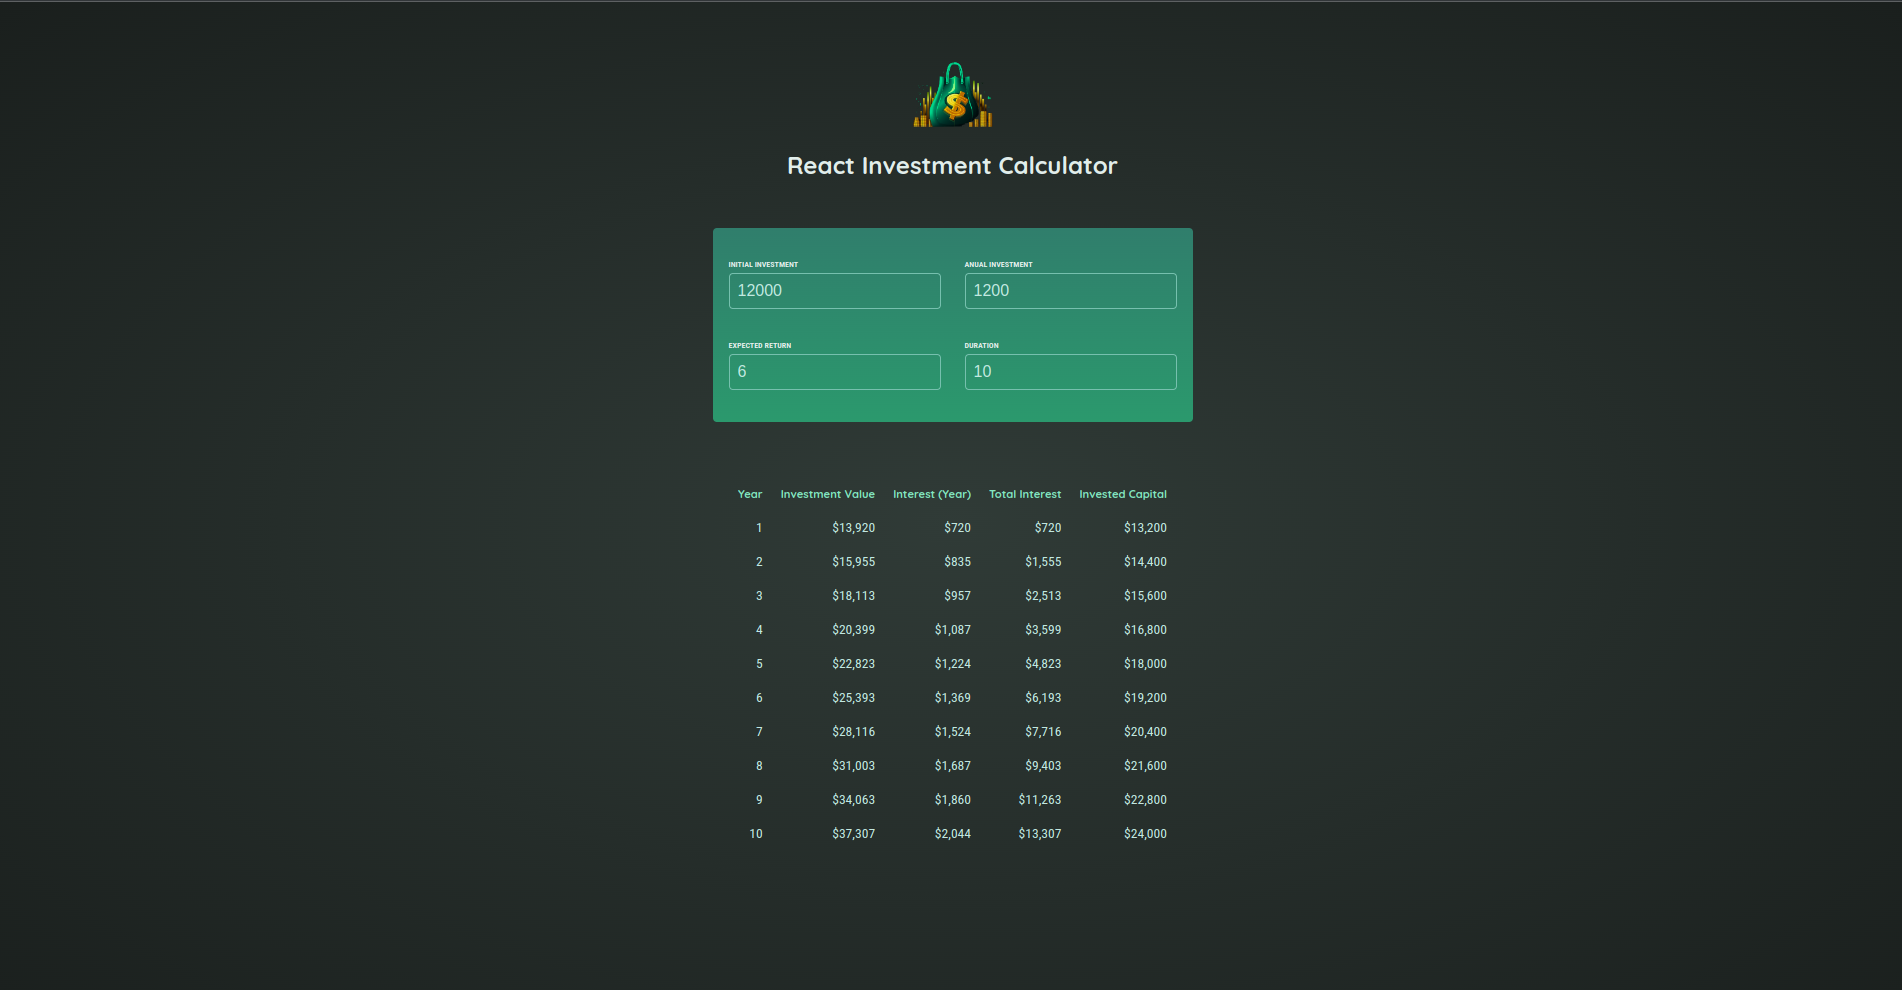 $
React Investment Calculator
INITIAL INVESTMENT ANUAL INVESTMENT
12000 1200
EXPECTED RETURN DURATION
6 10
Year Investment Value Interest (Year) Total Interest Invested Capital
1 $13,920 $720 $720 $13,200
2 $15,955 $835 $1,555 $14,400
3 $18,113 $957 $2,513 $15,600
4 $20,399 $1,087 $3,599 $16,800
5 $22,823 $1,224 $4,823 $18,000
6 $25,393 $1,369 $6,193 $19,200
7 $28,116 $1,524 $7,716 $20,400
8 $31,003 $1,687 $9,403 $21,600
9 $34,063 $1,860 $11,263 $22,800
10 $37,307 $2,044 $13,307 $24,000